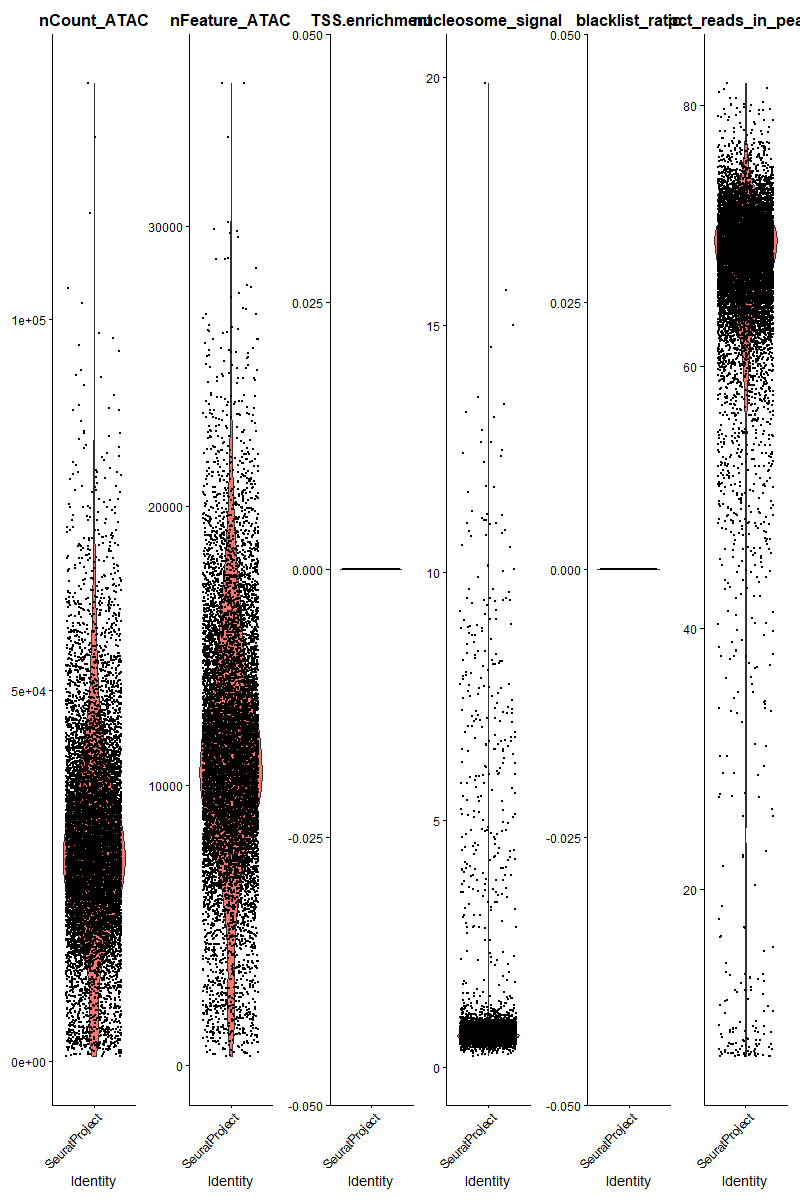 nCount_ATAC
nFeature_ATAC
TSS.enrichment
nucleosome_signal
blacklist_ratio
pct_reads_in_pea
1e+05
5e+04
0e+00
SeuratProject
Identity
30000
20000
10000
0
SeuratProject
Identity
0.050
0.025
0.000
-0.025
-0.050
SeuratProject
Identity
20
15
10
5
0
SeuratProject
Identity
0.050
0.025
0.000
-0.025
-0.050
SeuratProject
Identity
80
60
40
20
SeuratProject
Identity